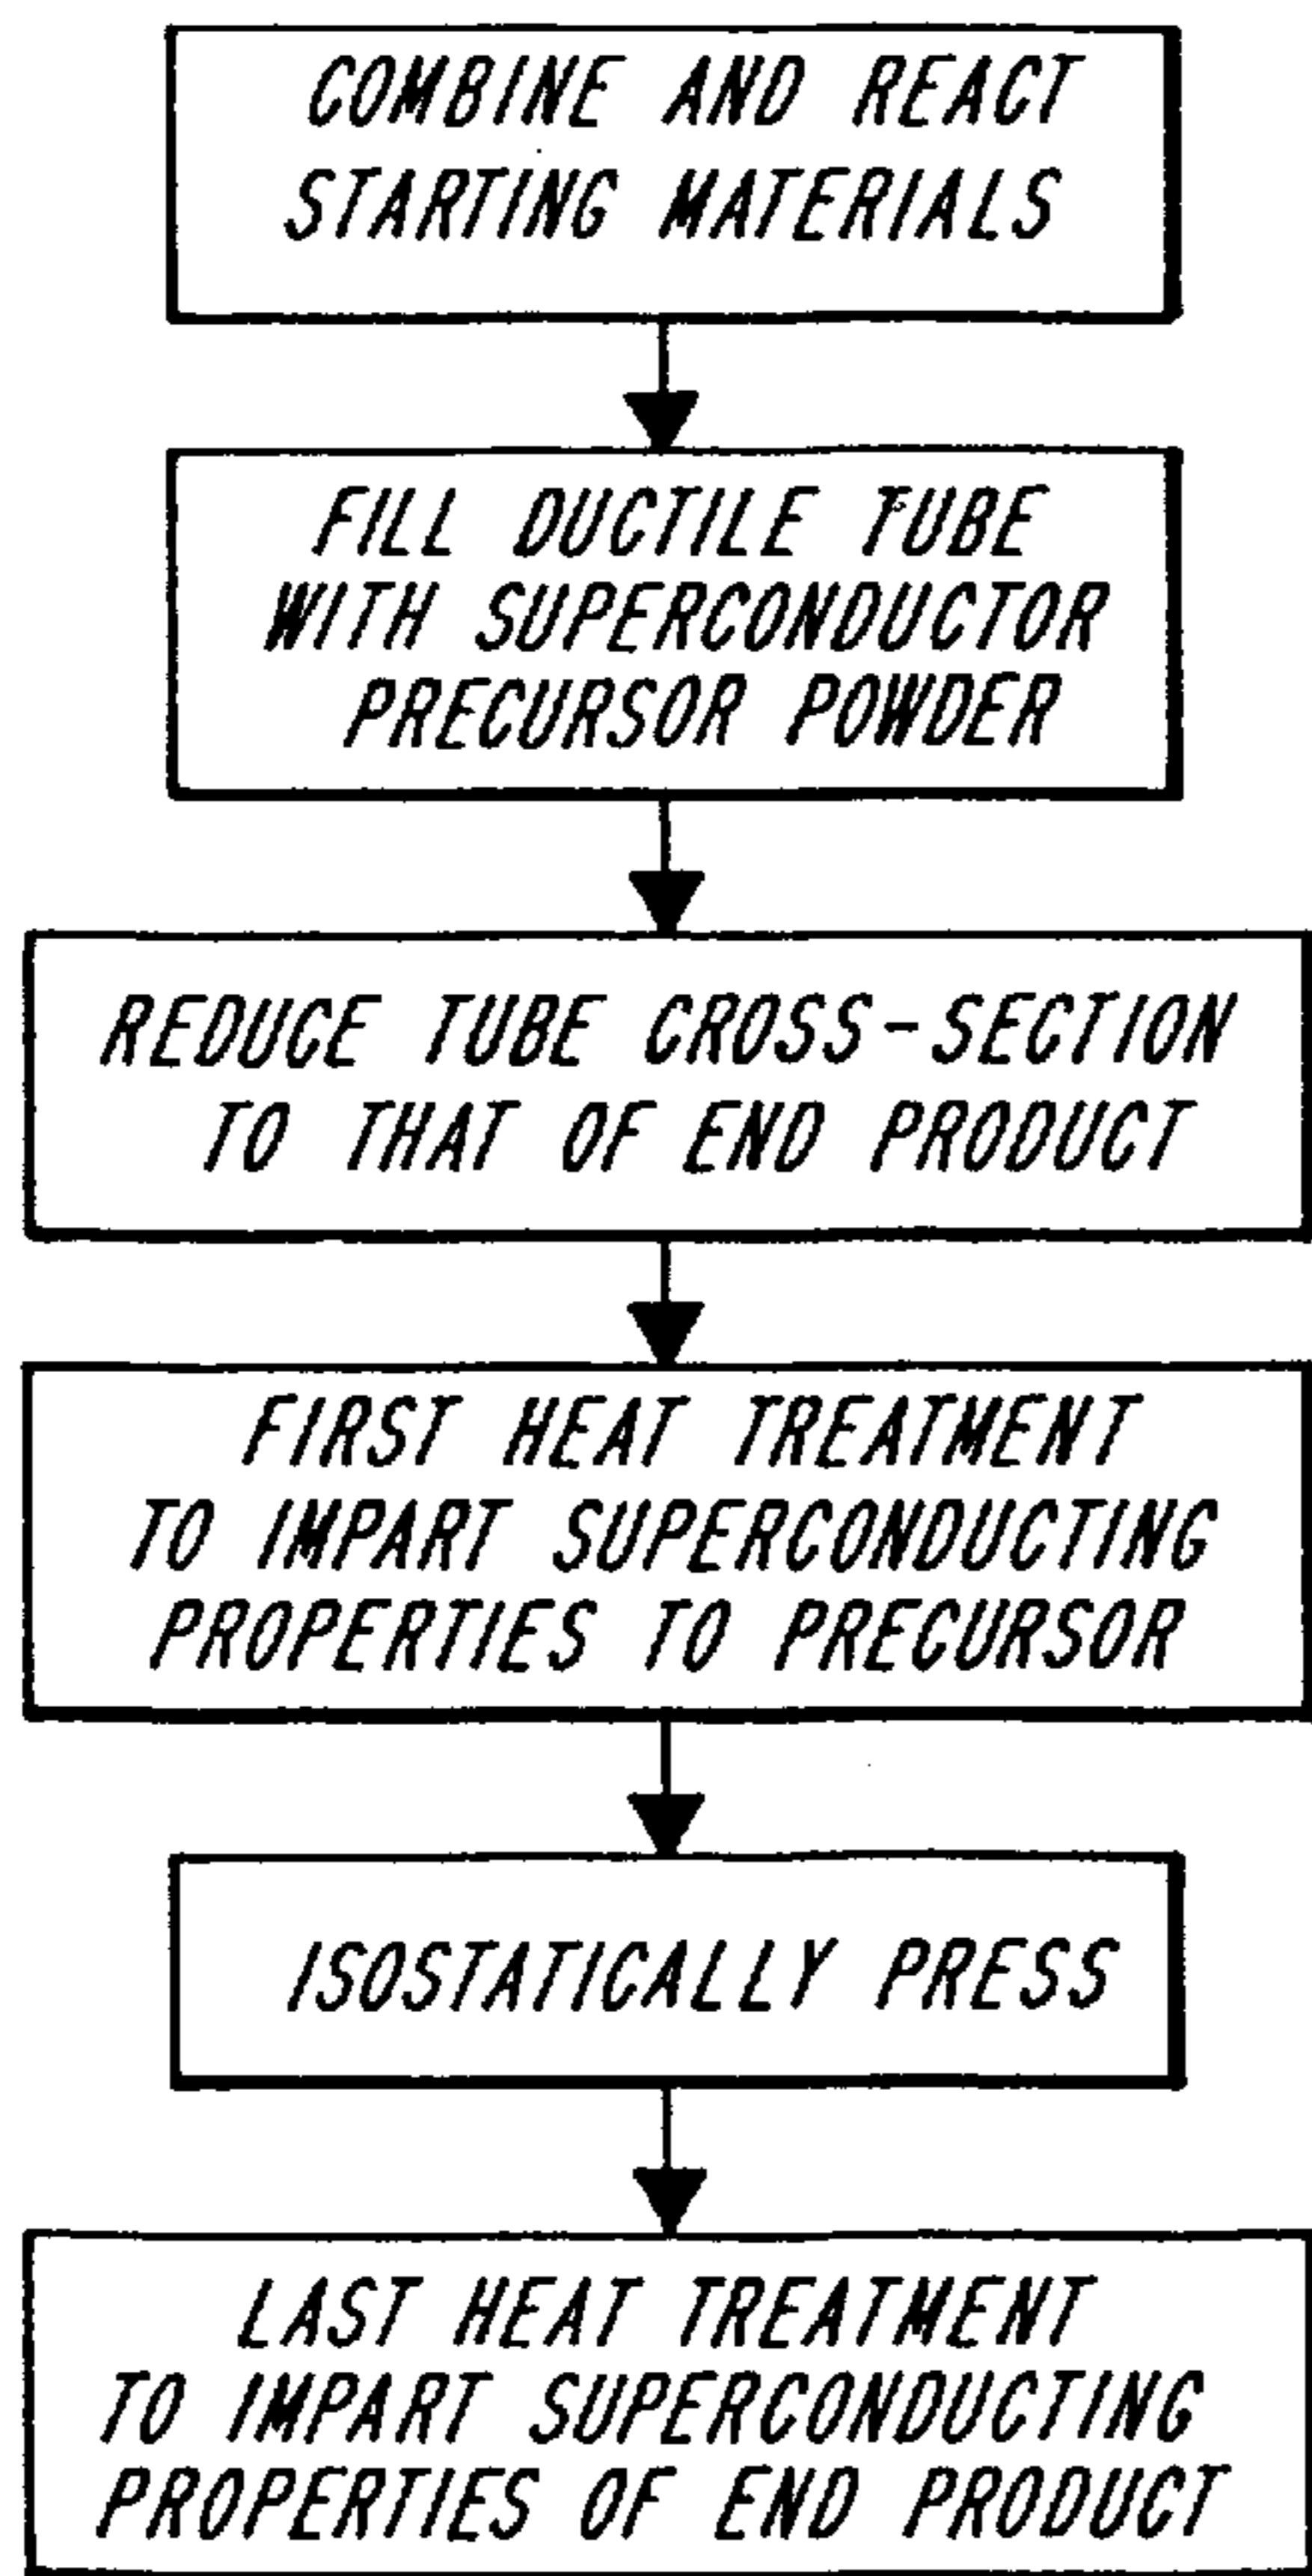 COMBINE AND REACT
STARTING MATERIALS
FILL DUCTILE TUBE
WITH SUPERCONDUCTOR
PRECURSOR POWDER
REDUCE TUBE CROSS-SECTION
TO THAT OF END PRODUCT
FIRST HEAT TREATMENT
TO IMPART SUPERCONDUCTING
PROPERTIES TO PRECURSOR
ISOSTATICALLY PRESS
LAST HEAT TREATMENT
TO IMPART SUPERCONDUCTING
PROPERTIES OF END PRODUCT